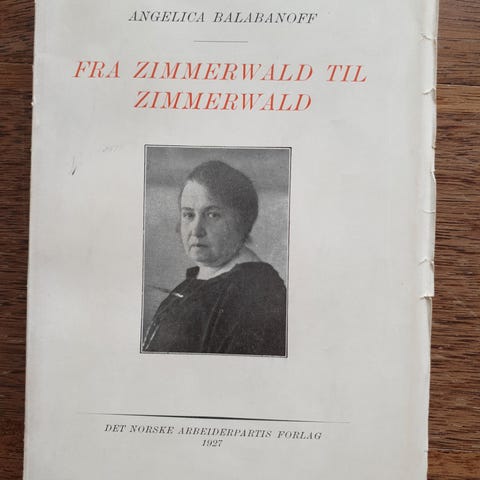 ANGELICA BALABANOFF
FRA ZIMMERWALD TIL
ZIMMERWALD
DET NORSKE ARBEIDERPARTIS FORLAG
1927